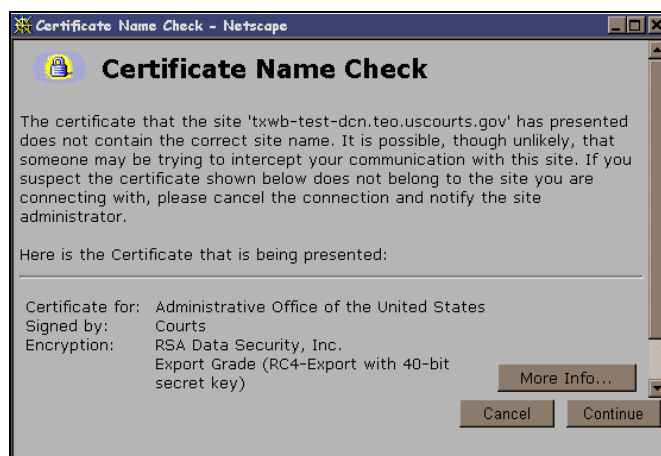 Certificate Name Check - Netscape
Certificate Name Check
The certificate that the site 'txwb-test-dcn.teo.uscourts.gov' has presented
does not contain the correct site name. It is possible, though unlikely, that
someone may be trying to intercept your communication with this site. If you
suspect the certificate shown below does not belong to the site you are
connecting with, please cancel the connection and notify the site
administrator.
Here is the Certificate that is being presented:
Certificate for: Administrative Office of the United States
Signed by: Courts
Encryption: RSA Data Security, Inc.
Export Grade (RC4-Export with 40-bit
secret key)
More Info...
Cancel Continue